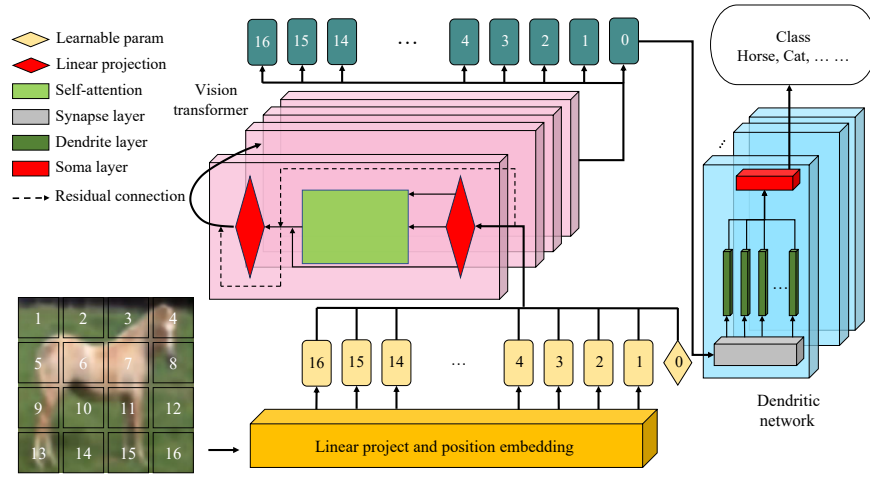 Learnable param
Linear projection
Self-attention
Synapse layer
Dendrite layer
Soma layer
Residual connection
16 15 14 ... 4 3 2 1 0
Vision
transformer
Class
Horse, Cat, ... ...
...
...
Dendritic
network
16 15 14 ... 4 3 2 1 0
Linear project and position embedding
1 2 3 4
5 6 7 8
9 10 11 12
13 14 15 16